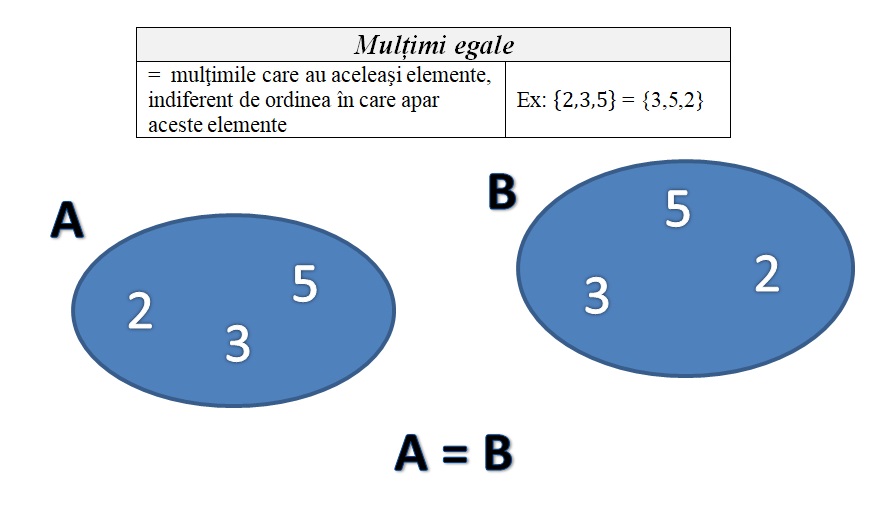 Mulțimi egale
= mulţimile care au aceleaşi elemente,
indiferent de ordinea în care apar
aceste elemente
Ex: {2,3,5} = {3,5,2}
A
2
3
5
B
5
3
2
A = B